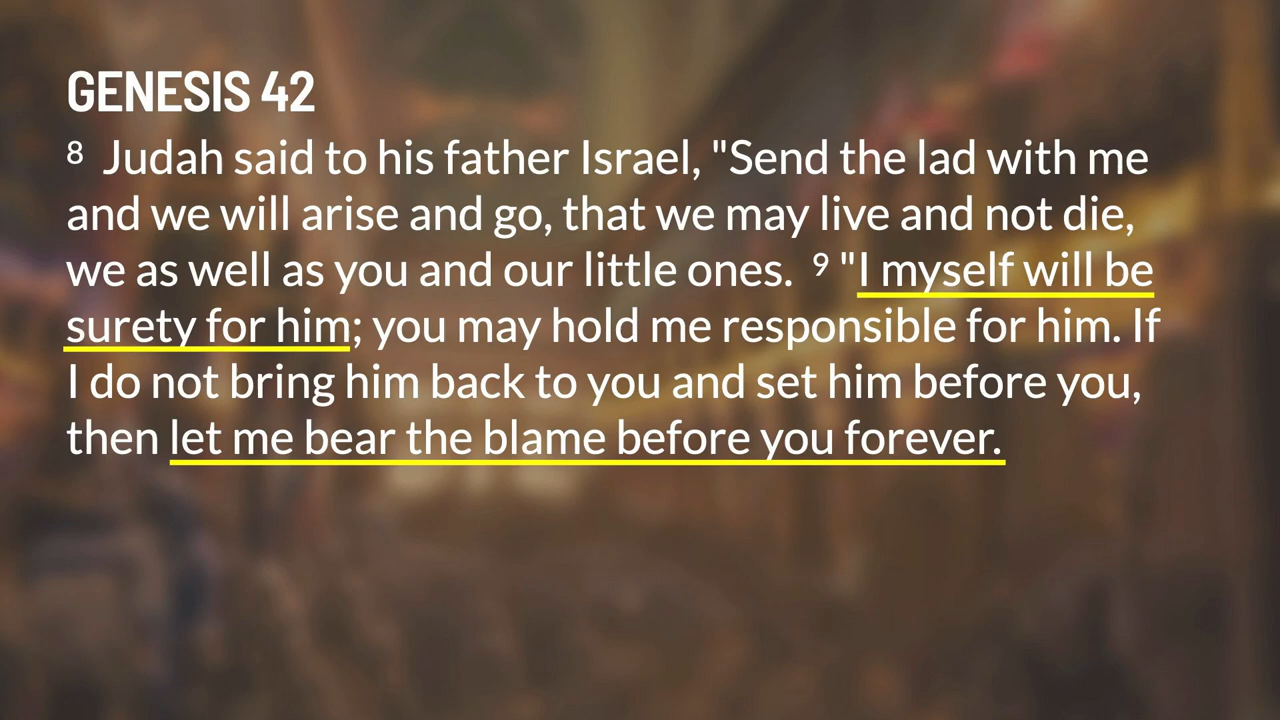 GENESIS 42
8 Judah said to his father Israel, "Send the lad with me
and we will arise and go, that we may live and not die,
we as well as you and our little ones. 9 "I myself will be
surety for him; you may hold me responsible for him. If
I do not bring him back to you and set him before you,
then let me bear the blame before you forever.